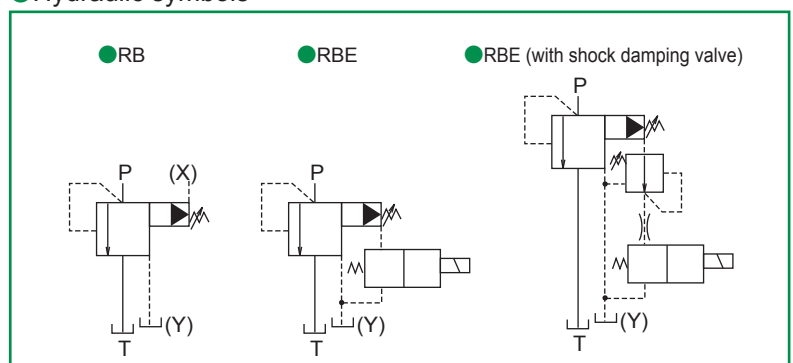 ●Hydraulic symbols
●RB
●RBE
●RBE (with shock damping valve)
P
(X)
(Y)
T
P
(Y)
T
P
(Y)
T